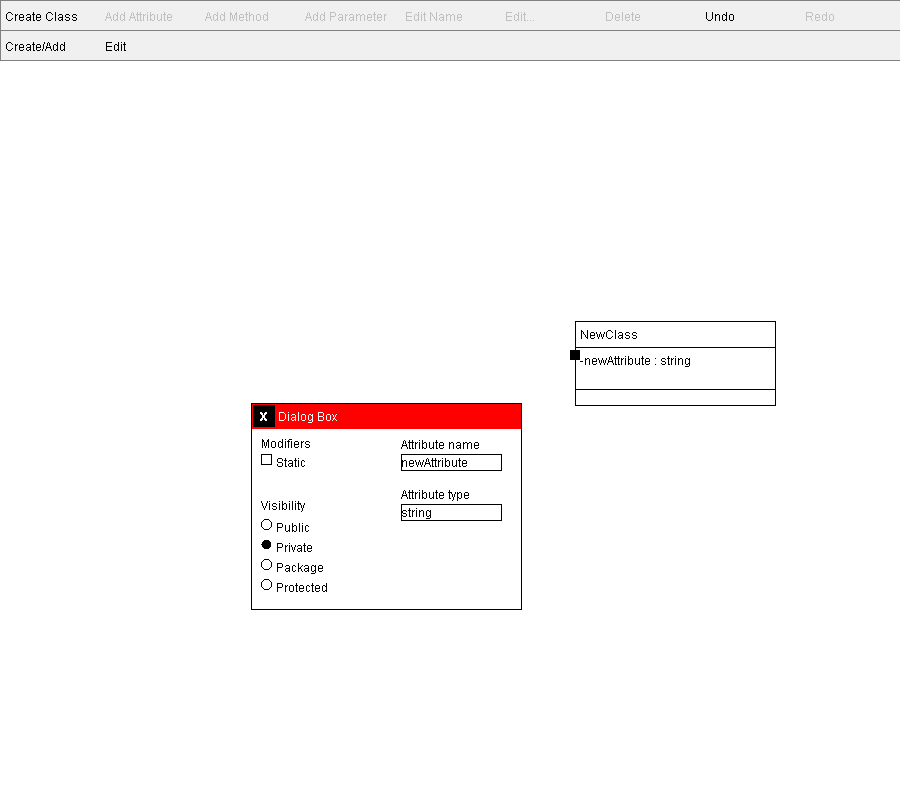 Create Class Add Attribute Add Method Add Parameter Edit Name Edit... Delete Undo Redo
Create/Add Edit
NewClass
-newAttribute : string
X Dialog Box
Modifiers
Static
Visibility
Public
Private
Package
Protected
Attribute name
newAttribute
Attribute type
string